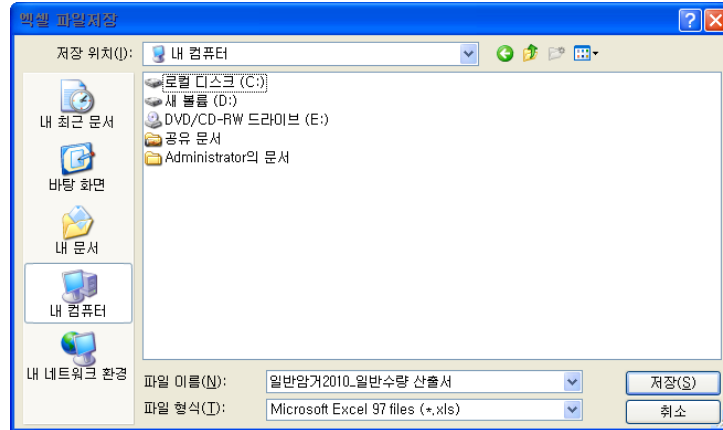 엑셀 파일저장
저장 위치(I): 내 컴퓨터
로컬 디스크 (C:)
새 볼륨 (D:)
DVD/CD-RW 드라이브 (E:)
공유 문서
Administrator의 문서
내 최근 문서
바탕 화면
내 문서
내 컴퓨터
내 네트워크 환경
파일 이름(N): 일반암거2010_일반수량 산출서 저장(S)
파일 형식(T): Microsoft Excel 97 files (*.xls) 취소